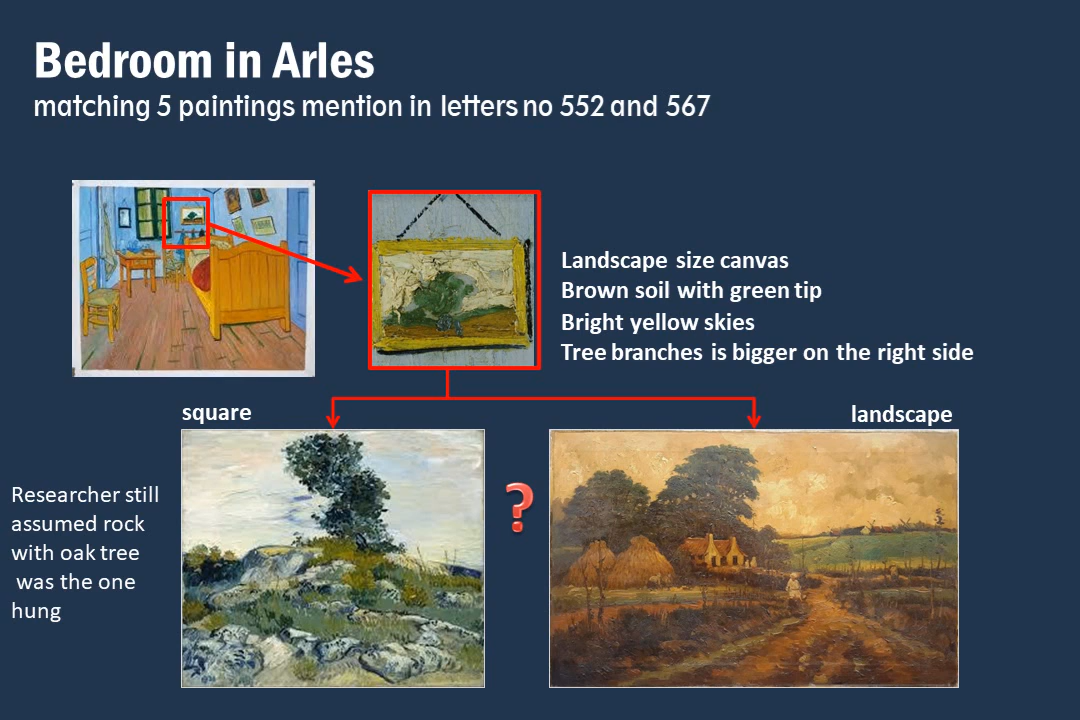 Bedroom in Arles
matching 5 paintings mention in letters no 552 and 567
Landscape size canvas
Brown soil with green tip
Bright yellow skies
Tree branches is bigger on the right side
square
landscape
Researcher still
assumed rock
with oak tree
was the one
hung
?